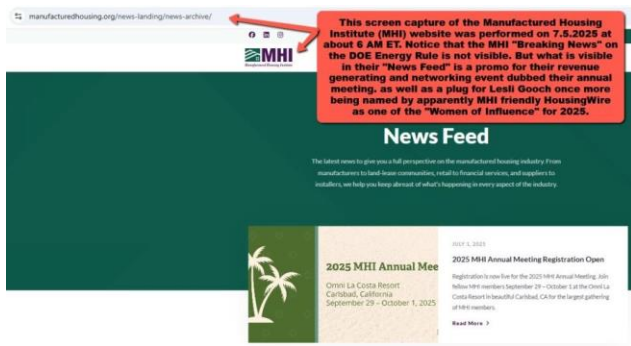 manufacturedhousing.org/news-landing/news-archive/
This screen capture of the Manufactured Housing
Institute (MHI) website was performed on 7.5.2025 at
about 6 AM ET. Notice that the MHI "Breaking News" on
the DOE Energy Rule is not visible. But what is visible
in their "News Feed" is a promo for their revenue
generating and networking event dubbed their annual
meeting. as well as a plug for Lesli Gooch once more
being named by apparently MHI friendly HousingWire
as one of the "Women of Influence" for 2025.
MHI
Manufactured Housing Institute
News Feed
The latest news to give you a full perspective on the manufactured housing industry. From
manufacturers to land-lease communities, retail to financial services, and suppliers to
installers, we help you keep abreast of what's happening in every aspect of the industry.
2025 MHI Annual Mee
Omni La Costa Resort
Carlsbad, California
September 29 – October 1, 2025
JULY 1, 2025
2025 MHI Annual Meeting Registration Open
Registration is now live for the 2025 MHI Annual Meeting. Join
fellow MHI members September 29 – October 1 at the Omni La
Costa Resort in beautiful Carlsbad, CA for the largest gathering
of MHI members.
Read More >